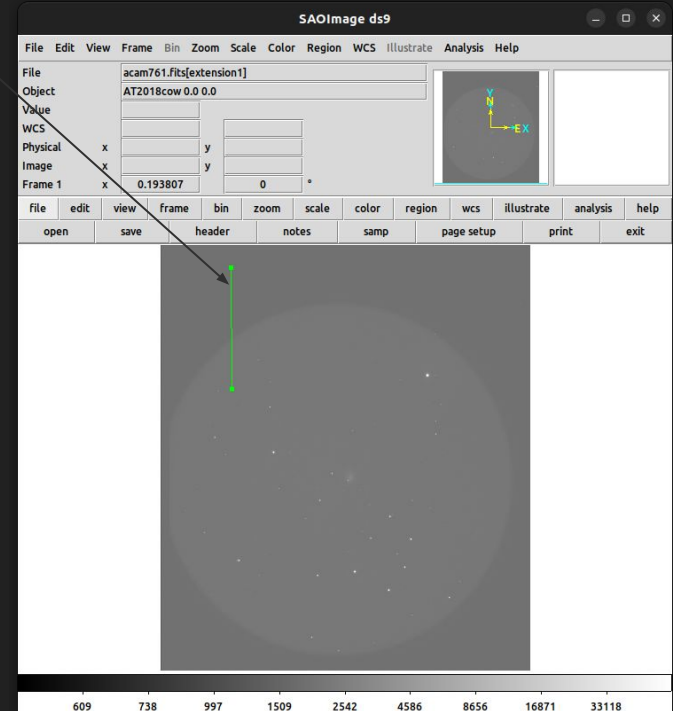 SAOImage ds9
File Edit View Frame Bin Zoom Scale Color Region WCS Illustrate Analysis Help
File acam761.fits[extension1]
Object AT2018cow 0.0 0.0
Value
WCS
Physical x y
Image x y
Frame 1 x 0.193807 0 °
Y
N
E X
file edit view frame bin zoom scale color region wcs illustrate analysis help
open save header notes samp page setup print exit
609 738 997 1509 2542 4586 8656 16871 33118